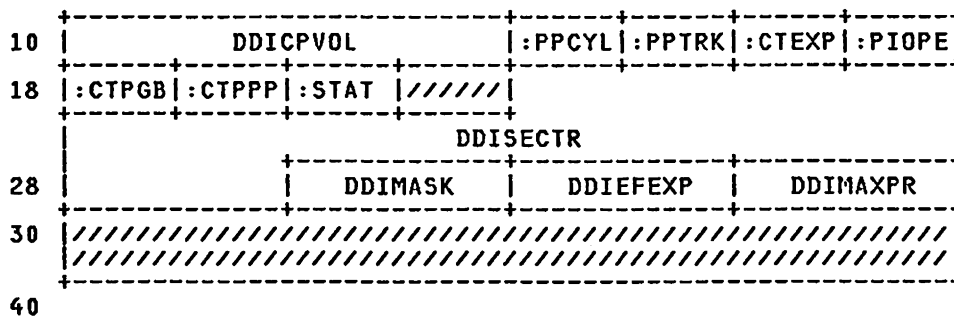 10 | DDICPVOL |:PPCYL|:PPTRK|:CTEXP|:PIOPE
18 |:CTPGB|:CTPPP|:STAT |//////|
DDISECTR
28 | DDIMASK | DDIEFEXP | DDIMAXPR
30 |///////////////////////////////////////
|///////////////////////////////////////
40